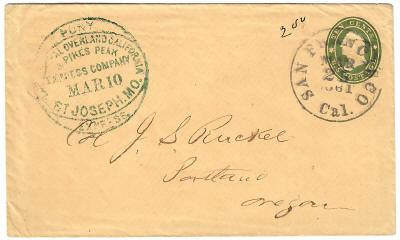 PONY
CENTRAL OVERLAND CALIFORNIA
& PIKES PEAK
EXPRESS COMPANY
MAR 10
ST JOSEPH. MO.
EXPRESS.
2 00
TEN CENTS
SAN FRANCISCO
1861
Cal.
J S Ruckel
Portland
Oregon